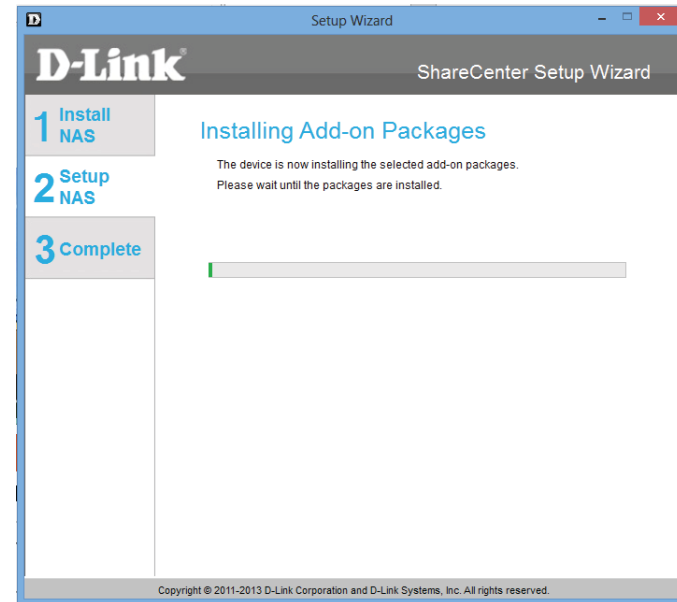 Setup Wizard
D-Link®
ShareCenter Setup Wizard
1 Install
NAS
2 Setup
NAS
3 Complete
Installing Add-on Packages
The device is now installing the selected add-on packages.
Please wait until the packages are installed.
Copyright © 2011-2013 D-Link Corporation and D-Link Systems, Inc. All rights reserved.